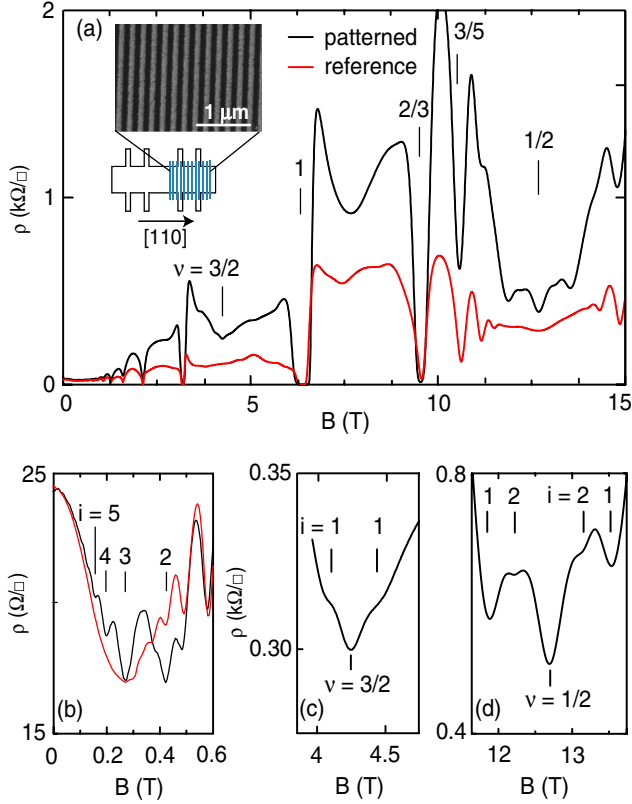 (a)
2
1
0
ρ (kΩ/□)
1 μm
[110]
patterned
reference
3/5
2/3
1/2
1
ν = 3/2
0
5
10
15
B (T)
25
15
ρ (Ω/□)
i = 5
4
3
2
(b)
0
0.2
0.4
0.6
B (T)
0.35
0.30
ρ (kΩ/□)
i = 1
1
ν = 3/2
(c)
4
4.5
B (T)
0.8
0.4
1
2
i = 2
1
ν = 1/2
(d)
12
13
B (T)